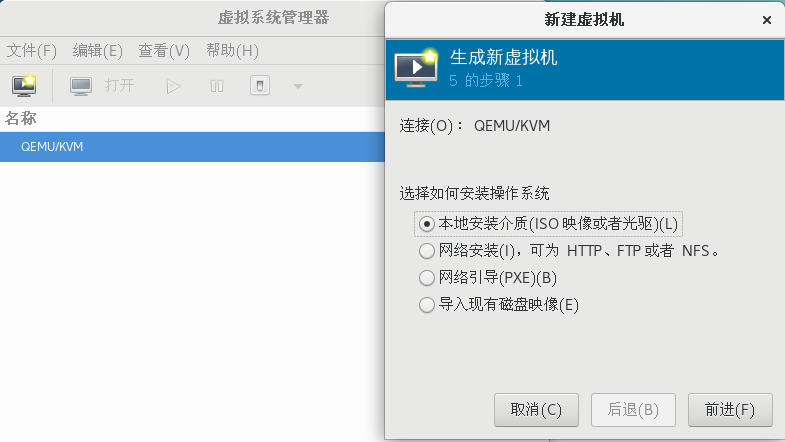 虚拟系统管理器
文件(F) 编辑(E) 查看(V) 帮助(H)
打开
名称
QEMU/KVM
新建虚拟机
生成新虚拟机
5 的步骤 1
连接(O)： QEMU/KVM
选择如何安装操作系统
本地安装介质(ISO 映像或者光驱)(L)
网络安装(I)，可为 HTTP、FTP 或者 NFS。
网络引导(PXE)(B)
导入现有磁盘映像(E)
取消(C) 后退(B) 前进(F)